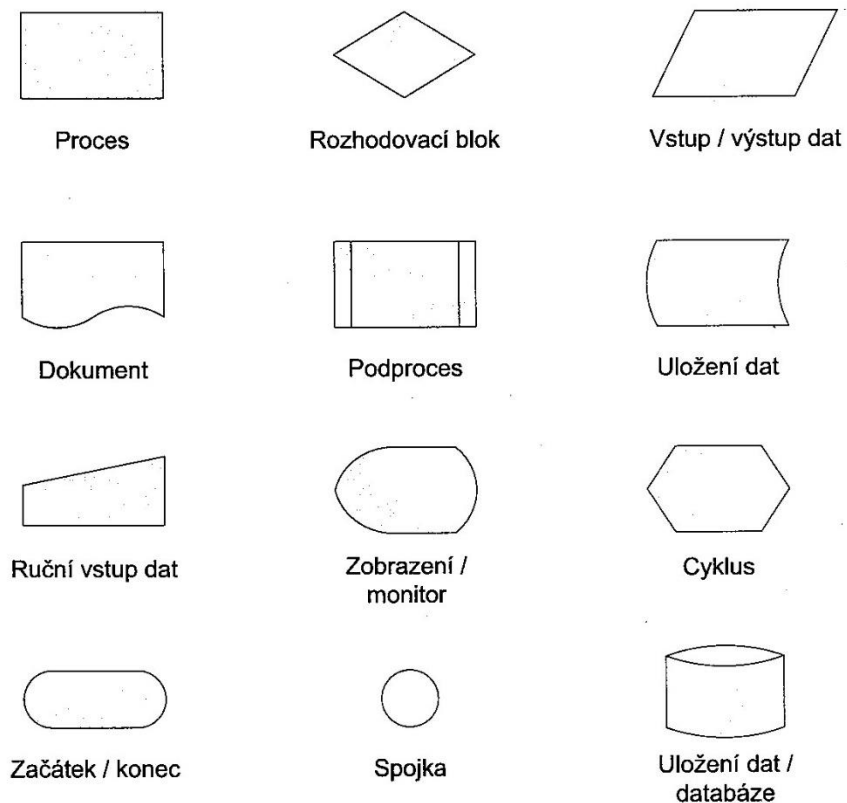 Proces
Rozhodovací blok
Vstup / výstup dat
Dokument
Podproces
Uložení dat
Ruční vstup dat
Zobrazení /
monitor
Cyklus
Začátek / konec
Spojka
Uložení dat /
databáze